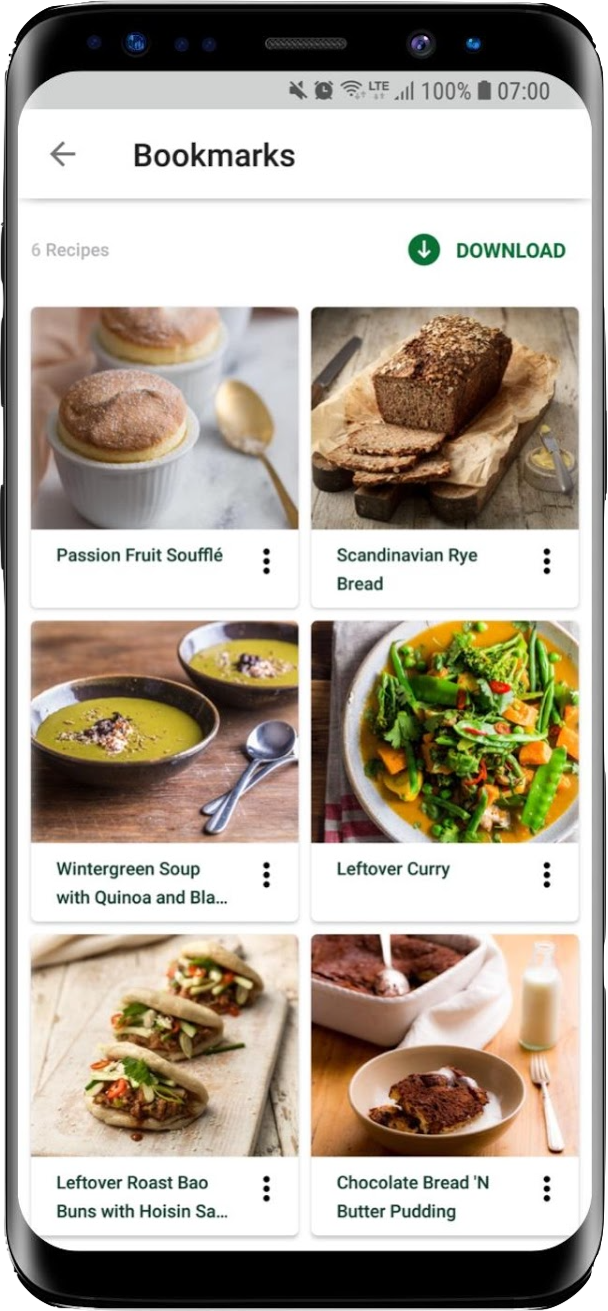 LTE 100% 07:00
Bookmarks
6 Recipes
DOWNLOAD
Passion Fruit Soufflé
Scandinavian Rye
Bread
Wintergreen Soup
with Quinoa and Bla...
Leftover Curry
Leftover Roast Bao
Buns with Hoisin Sa...
Chocolate Bread 'N
Butter Pudding